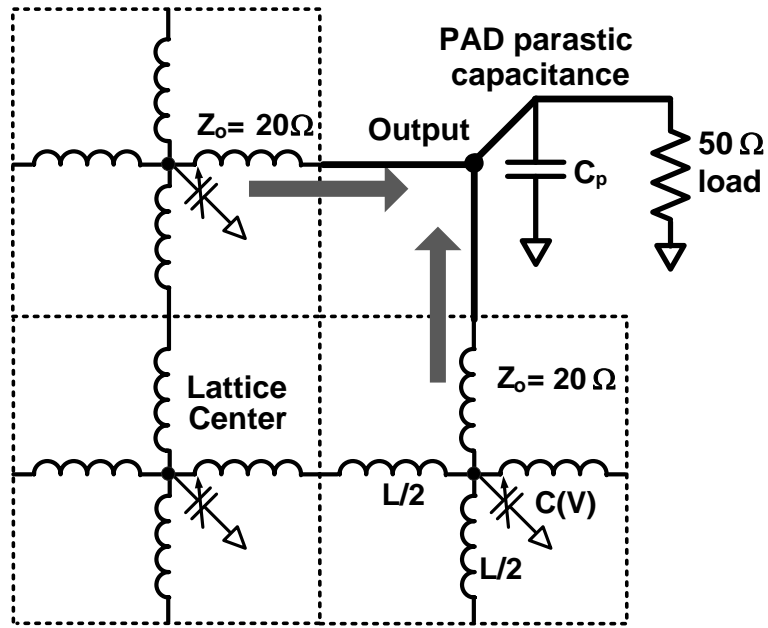 PAD parastic
capacitance
Zo= 20Ω
Output
Cp
50 Ω
load
Lattice
Center
Zo= 20 Ω
L/2
C(V)
L/2